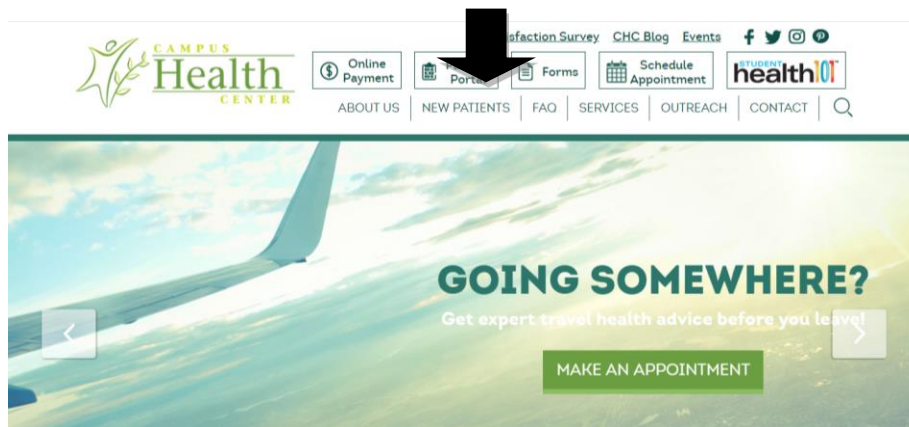 sfaction Survey CHC Blog Events
CAMPUS
Health
CENTER
Online
Payment
Forms
Schedule
Appointment
STUDENT
health101
ABOUT US NEW PATIENTS FAQ SERVICES OUTREACH CONTACT
GOING SOMEWHERE?
Get expert travel health advice before you leave!
MAKE AN APPOINTMENT